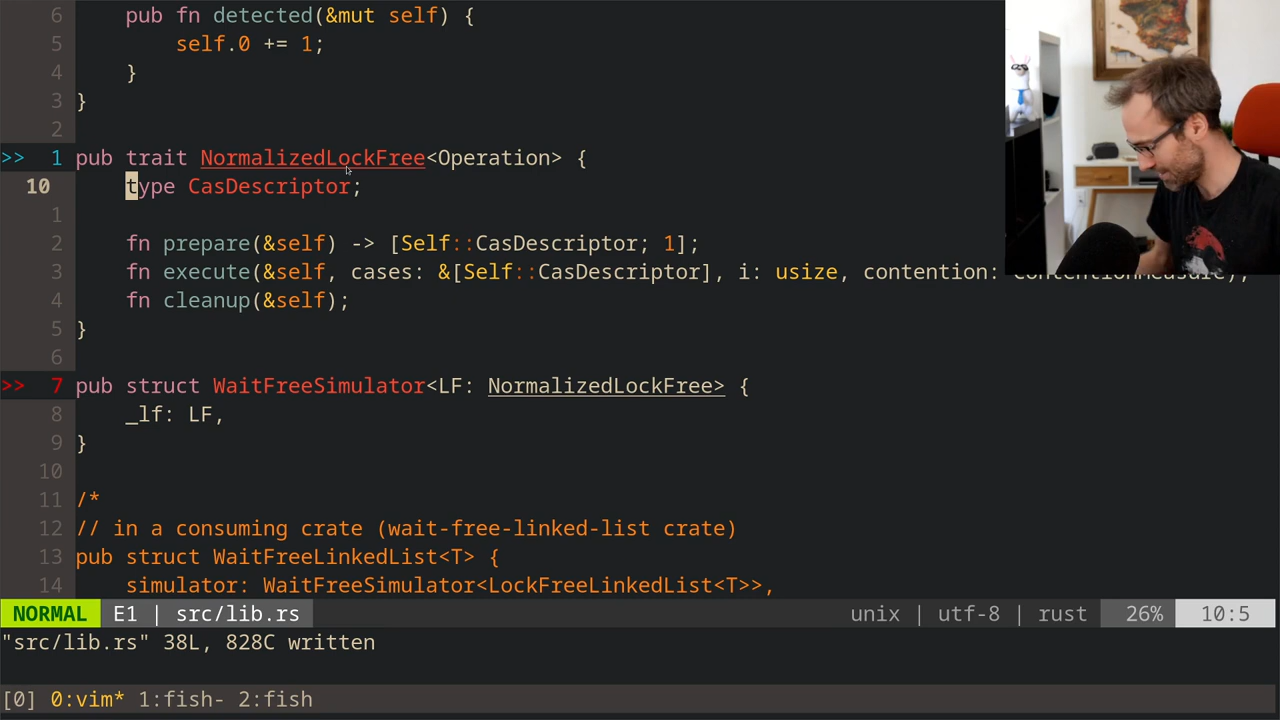 6     pub fn detected(&mut self) {
5         self.0 += 1;
4     }
3 }
2
>> 1 pub trait NormalizedLockFree<Operation> {
10     type CasDescriptor;
1
2     fn prepare(&self) -> [Self::CasDescriptor; 1];
3     fn execute(&self, cases: &[Self::CasDescriptor], i: usize, contention: ContentionMeasure);
4     fn cleanup(&self);
5 }
6
>> 7 pub struct WaitFreeSimulator<LF: NormalizedLockFree> {
8     _lf: LF,
9 }
10
11 /*
12 // in a consuming crate (wait-free-linked-list crate)
13 pub struct WaitFreeLinkedList<T> {
14     simulator: WaitFreeSimulator<LockFreeLinkedList<T>>,
NORMAL E1 | src/lib.rs unix | utf-8 | rust 26% 10:5
"src/lib.rs" 38L, 828C written
[0] 0:vim* 1:fish- 2:fish